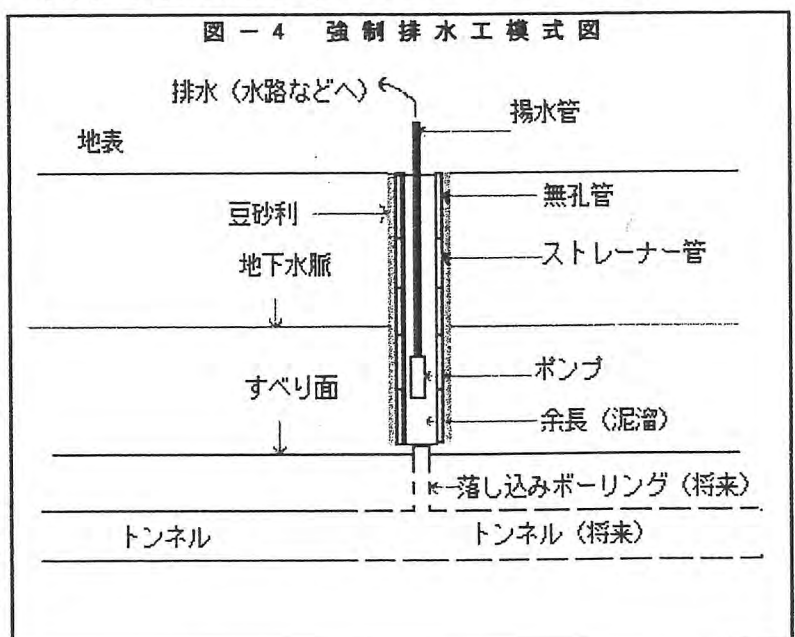 図－4 強制排水工模式図
排水（水路などへ）
揚水管
地表
無孔管
豆砂利
ストレーナー管
地下水脈
ポンプ
すべり面
余長（泥溜）
落し込みボーリング（将来）
トンネル
トンネル（将来）